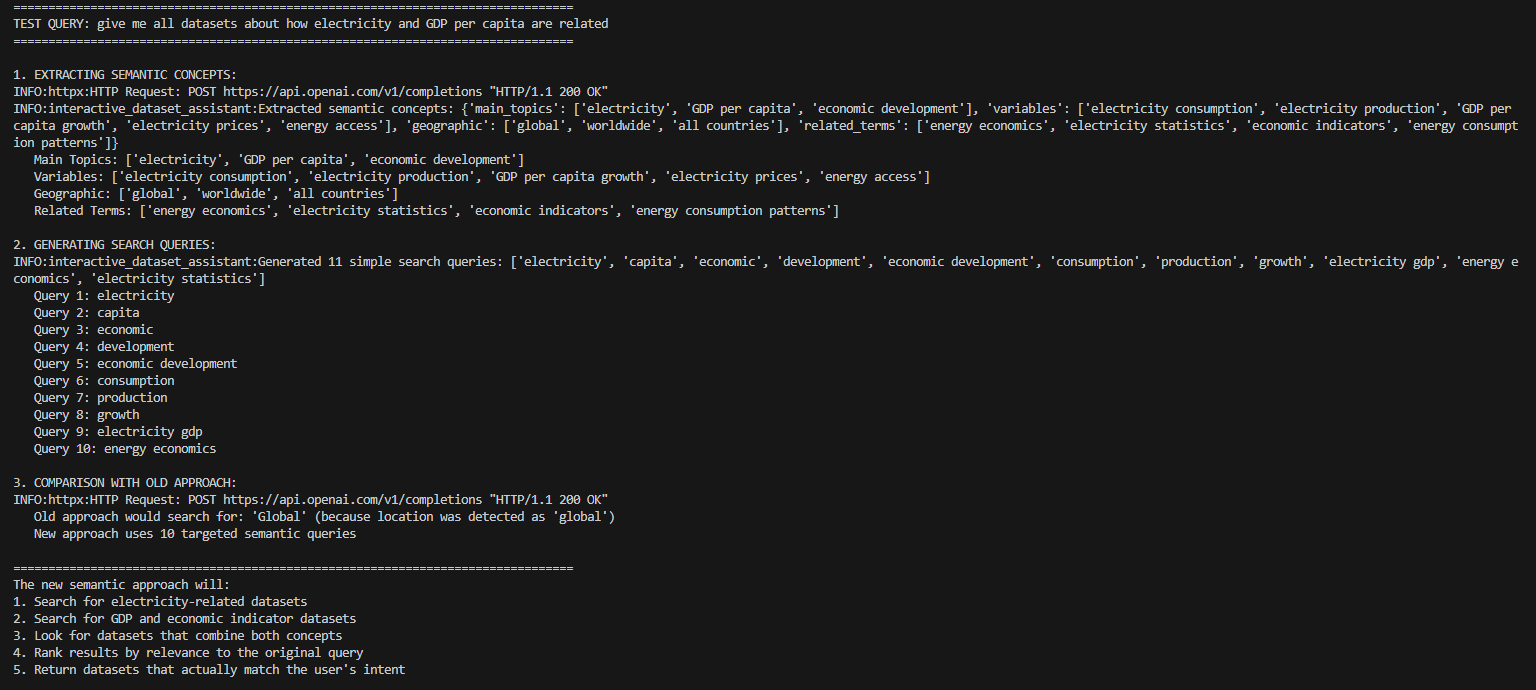 ================================================================================
TEST QUERY: give me all datasets about how electricity and GDP per capita are related
================================================================================
1. EXTRACTING SEMANTIC CONCEPTS:
INFO:httpx:HTTP Request: POST https://api.openai.com/v1/completions "HTTP/1.1 200 OK"
INFO:interactive_dataset_assistant:Extracted semantic concepts: {'main_topics': ['electricity', 'GDP per capita', 'economic development'], 'variables': ['electricity consumption', 'electricity production', 'GDP per
capita growth', 'electricity prices', 'energy access'], 'geographic': ['global', 'worldwide', 'all countries'], 'related_terms': ['energy economics', 'electricity statistics', 'economic indicators', 'energy consumpt
ion patterns']}
   Main Topics: ['electricity', 'GDP per capita', 'economic development']
   Variables: ['electricity consumption', 'electricity production', 'GDP per capita growth', 'electricity prices', 'energy access']
   Geographic: ['global', 'worldwide', 'all countries']
   Related Terms: ['energy economics', 'electricity statistics', 'economic indicators', 'energy consumption patterns']
2. GENERATING SEARCH QUERIES:
INFO:interactive_dataset_assistant:Generated 11 simple search queries: ['electricity', 'capita', 'economic', 'development', 'economic development', 'consumption', 'production', 'growth', 'electricity gdp', 'energy e
conomics', 'electricity statistics']
   Query 1: electricity
   Query 2: capita
   Query 3: economic
   Query 4: development
   Query 5: economic development
   Query 6: consumption
   Query 7: production
   Query 8: growth
   Query 9: electricity gdp
   Query 10: energy economics
3. COMPARISON WITH OLD APPROACH:
INFO:httpx:HTTP Request: POST https://api.openai.com/v1/completions "HTTP/1.1 200 OK"
   Old approach would search for: 'Global' (because location was detected as 'global')
   New approach uses 10 targeted semantic queries
================================================================================
The new semantic approach will:
1. Search for electricity-related datasets
2. Search for GDP and economic indicator datasets
3. Look for datasets that combine both concepts
4. Rank results by relevance to the original query
5. Return datasets that actually match the user's intent